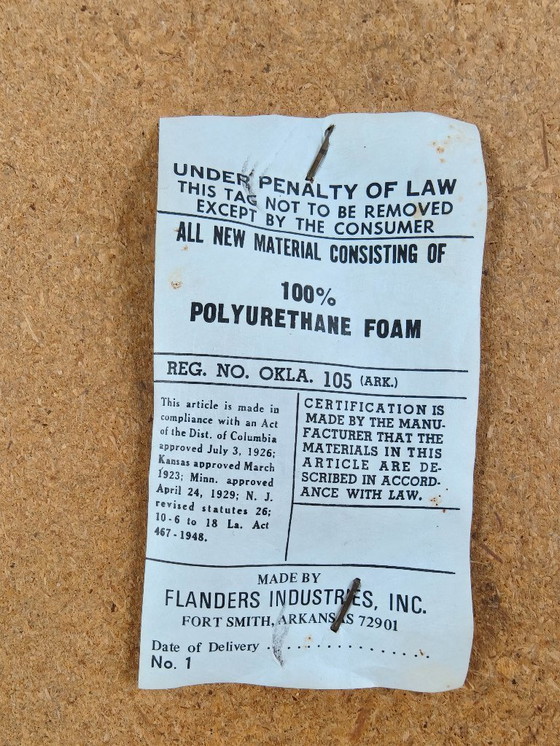 UNDER PENALTY OF LAW
THIS TAG NOT TO BE REMOVED
EXCEPT BY THE CONSUMER
ALL NEW MATERIAL CONSISTING OF
100%
POLYURETHANE FOAM
REG. NO. OKLA. 105 (ARK.)
This article is made in
compliance with an Act
of the Dist. of Columbia
approved July 3, 1926;
Kansas approved March
1923; Minn. approved
April 24, 1929; N. J.
revised statutes 26;
10-6 to 18 La. Act
467-1948.
CERTIFICATION IS
MADE BY THE MANU-
FACTURER THAT THE
MATERIALS IN THIS
ARTICLE ARE DE-
SCRIBED IN ACCORD-
ANCE WITH LAW.
MADE BY
FLANDERS INDUSTRIES, INC.
FORT SMITH, ARKANSAS 72901
Date of Delivery . . . . . . . . . . . . . . .
No. 1